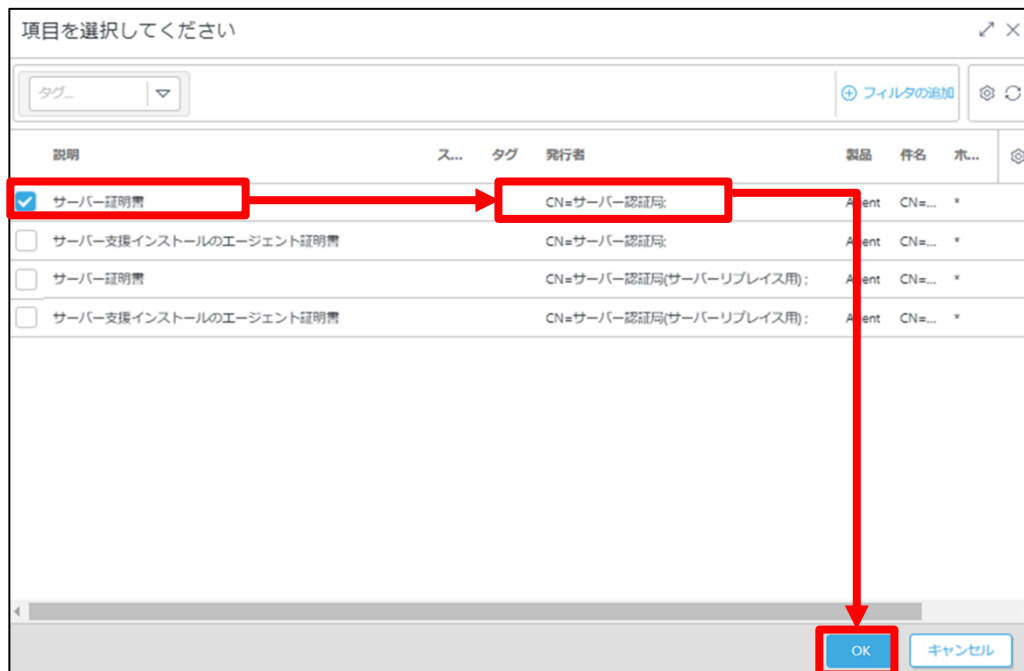 項目を選択してください
タグ...
フィルタの追加
説明 ス... タグ 発行者 製品 件名 ホ...
サーバー証明書 CN=サーバー認証局; Agent CN=... *
サーバー支援インストールのエージェント証明書 CN=サーバー認証局; Agent CN=... *
サーバー証明書 CN=サーバー認証局(サーバーリプレイス用) ; Agent CN=... *
サーバー支援インストールのエージェント証明書 CN=サーバー認証局(サーバーリプレイス用) ; Agent CN=... *
OK キャンセル